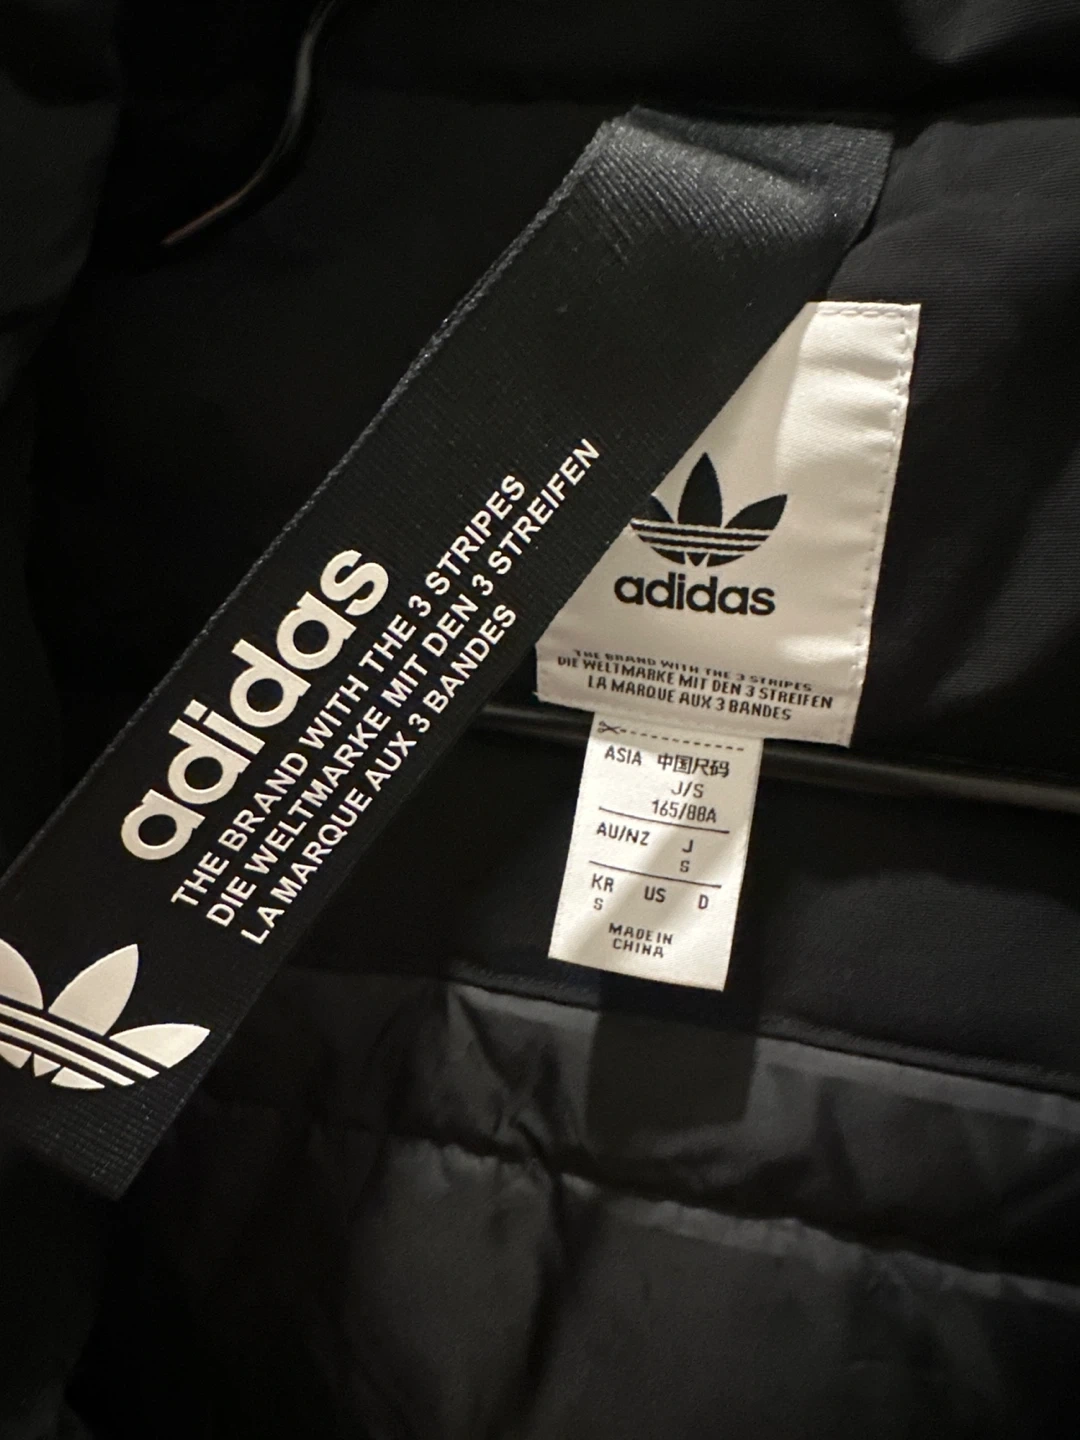 adidas
THE BRAND WITH THE 3 STRIPES
DIE WELTMARKE MIT DEN 3 STREIFEN
LA MARQUE AUX 3 BANDES
adidas
THE BRAND WITH THE 3 STRIPES
DIE WELTMARKE MIT DEN 3 STREIFEN
LA MARQUE AUX 3 BANDES
ASIA 中国尺码
J/S
165/88A
AU/NZ J
S
KR US D
S
MADE IN
CHINA